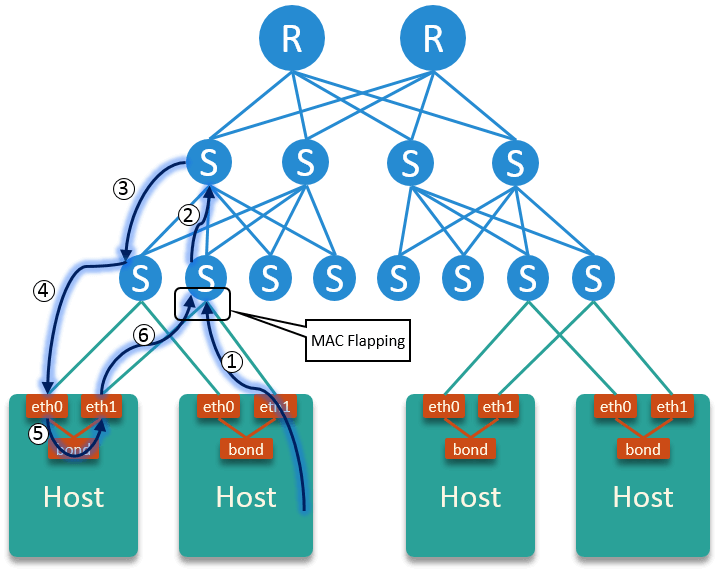 R R
S S S S
③
②
S S S S S S S S
④
⑥
MAC Flapping
①
eth0 eth1 eth0 eth1 eth0 eth1 eth0 eth1
⑤
bond bond bond bond
Host Host Host Host